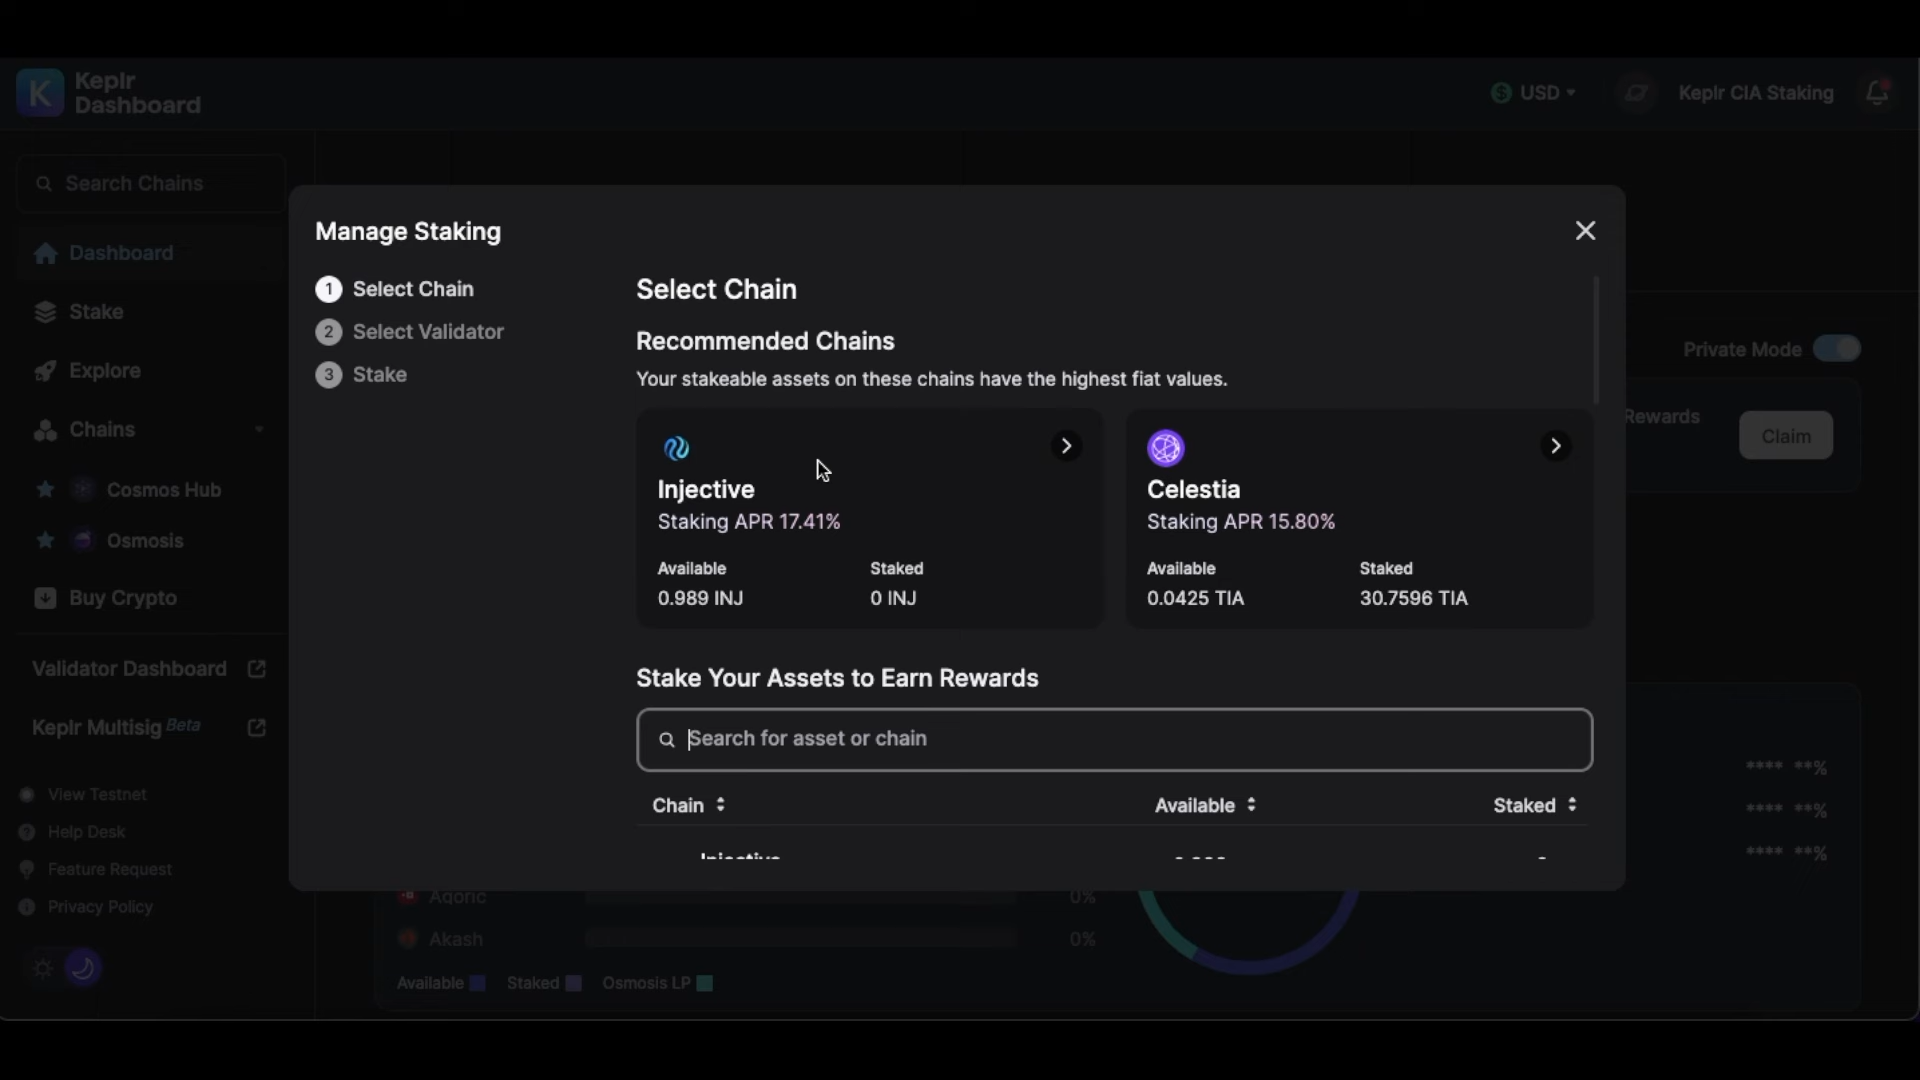 Keplr
Dashboard
USD
Keplr CIA Staking
Search Chains
Dashboard
Stake
Explore
Chains
Cosmos Hub
Osmosis
Buy Crypto
Validator Dashboard
Keplr Multisig Beta
View Testnet
Help Desk
Feature Request
Privacy Policy
Manage Staking
1 Select Chain
2 Select Validator
3 Stake
Select Chain
Recommended Chains
Your stakeable assets on these chains have the highest fiat values.
Injective
Staking APR 17.41%
Available Staked
0.989 INJ 0 INJ
Celestia
Staking APR 15.80%
Available Staked
0.0425 TIA 30.7596 TIA
Stake Your Assets to Earn Rewards
Search for asset or chain
Chain Available Staked
Private Mode
Rewards
Claim
**** **%
**** **%
**** **%
Agoric 0%
Akash 0%
Available Staked Osmosis LP